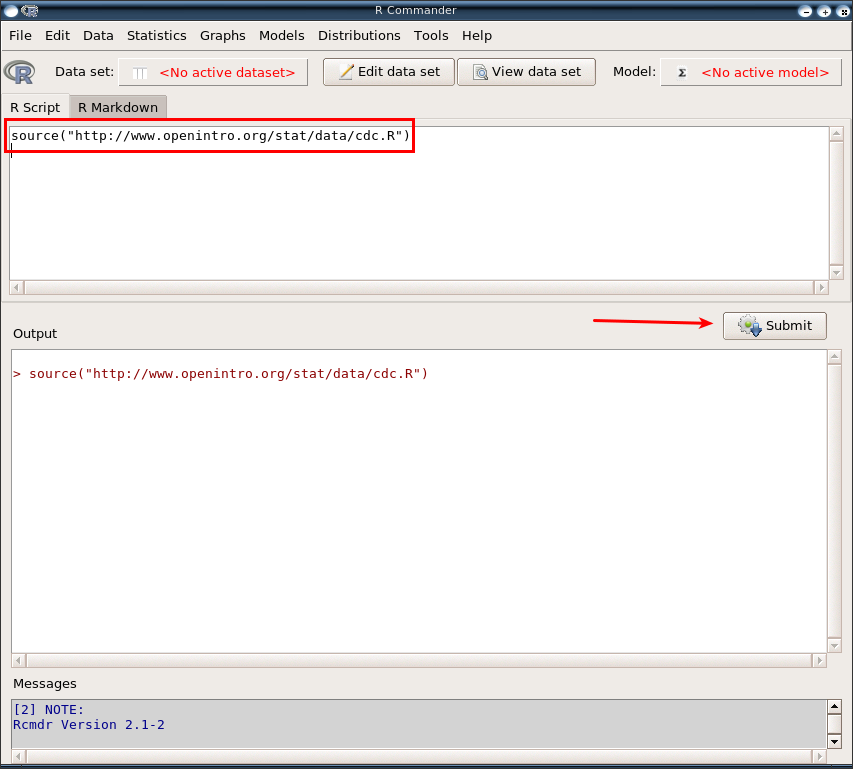 R Commander
File Edit Data Statistics Graphs Models Distributions Tools Help
R Data set: <No active dataset> Edit data set View data set Model: Σ <No active model>
R Script R Markdown
source("http://www.openintro.org/stat/data/cdc.R")
Submit
Output
> source("http://www.openintro.org/stat/data/cdc.R")
Messages
[2] NOTE:
Rcmdr Version 2.1-2